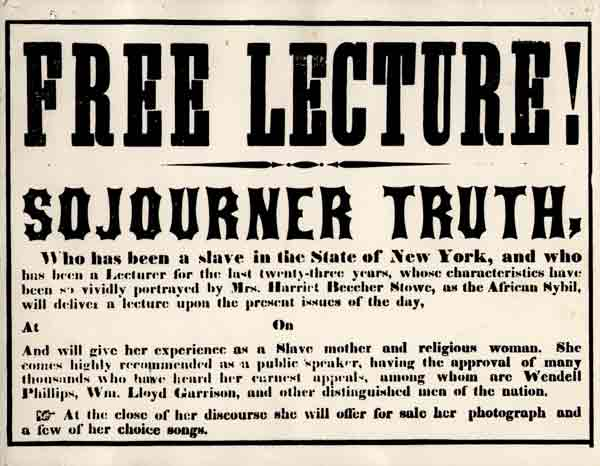 FREE LECTURE!
SOJOURNER TRUTH,
Who has been a slave in the State of New York, and who
has been a Lecturer for the last twenty-three years, whose characteristics have
been so vividly portrayed by Mrs. Harriet Beecher Stowe, as the African Sybil,
will deliver a lecture upon the present issues of the day,
At On
And will give her experience as a Slave mother and religious woman. She
comes highly recommended as a public speaker, having the approval of many
thousands who have heard her earnest appeals, among whom are Wendell
Phillips, Wm. Lloyd Garrison, and other distinguished men of the nation.
☞ At the close of her discourse she will offer for sale her photograph and
a few of her choice songs.